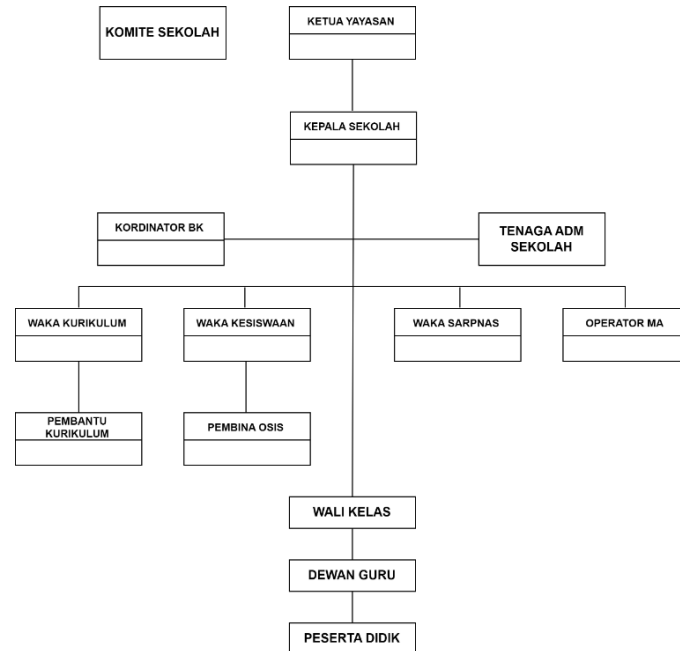 KOMITE SEKOLAH
KETUA YAYASAN
KEPALA SEKOLAH
KORDINATOR BK
TENAGA ADM
SEKOLAH
WAKA KURIKULUM
WAKA KESISWAAN
WAKA SARPNAS
OPERATOR MA
PEMBANTU
KURIKULUM
PEMBINA OSIS
WALI KELAS
DEWAN GURU
PESERTA DIDIK